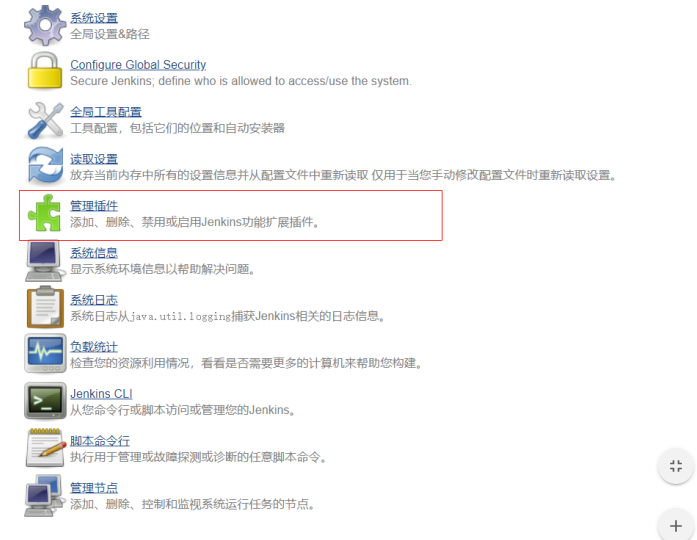 系统设置
全局设置&路径
Configure Global Security
Secure Jenkins; define who is allowed to access/use the system.
全局工具配置
工具配置，包括它们的位置和自动安装器
读取设置
放弃当前内存中所有的设置信息并从配置文件中重新读取 仅用于当您手动修改配置文件时重新读取设置。
管理插件
添加、删除、禁用或启用Jenkins功能扩展插件。
系统信息
显示系统环境信息以帮助解决问题。
系统日志
系统日志从java.util.logging捕获Jenkins相关的日志信息。
负载统计
检查您的资源利用情况，看看是否需要更多的计算机来帮助您构建。
Jenkins CLI
从您命令行或脚本访问或管理您的Jenkins。
脚本命令行
执行用于管理或故障探测或诊断的任意脚本命令。
管理节点
添加、删除、控制和监视系统运行任务的节点。